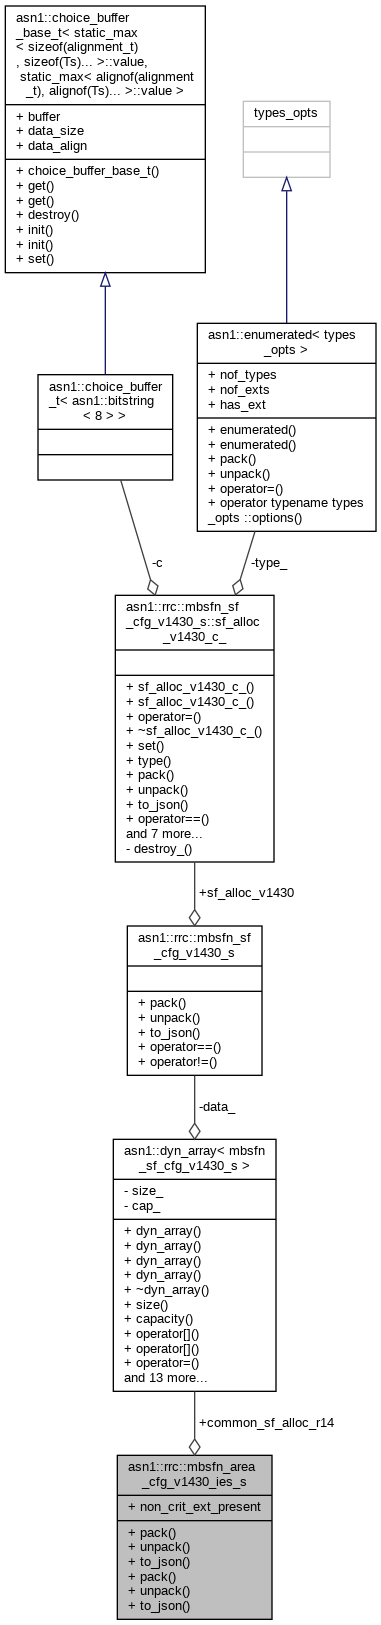 asn1::choice_buffer
_base_t< static_max
< sizeof(alignment_t)
, sizeof(Ts)... >::value,
static_max< alignof(alignment
_t), alignof(Ts)... >::value >
+ buffer
+ data_size
+ data_align
+ choice_buffer_base_t()
+ get()
+ get()
+ destroy()
+ init()
+ init()
+ set()
types_opts
asn1::enumerated< types
_opts >
+ nof_types
+ nof_exts
+ has_ext
+ enumerated()
+ enumerated()
+ pack()
+ unpack()
+ operator=()
+ operator typename types
_opts ::options()
asn1::choice_buffer
_t< asn1::bitstring
< 8 > >
-c
-type_
asn1::rrc::mbsfn_sf
_cfg_v1430_s::sf_alloc
_v1430_c_
+ sf_alloc_v1430_c_()
+ sf_alloc_v1430_c_()
+ operator=()
+ ~sf_alloc_v1430_c_()
+ set()
+ type()
+ pack()
+ unpack()
+ to_json()
+ operator==()
and 7 more...
- destroy_()
+sf_alloc_v1430
asn1::rrc::mbsfn_sf
_cfg_v1430_s
+ pack()
+ unpack()
+ to_json()
+ operator==()
+ operator!=()
-data_
asn1::dyn_array< mbsfn
_sf_cfg_v1430_s >
- size_
- cap_
+ dyn_array()
+ dyn_array()
+ dyn_array()
+ dyn_array()
+ ~dyn_array()
+ size()
+ capacity()
+ operator[]()
+ operator[]()
+ operator=()
and 13 more...
+common_sf_alloc_r14
asn1::rrc::mbsfn_area
_cfg_v1430_ies_s
+ non_crit_ext_present
+ pack()
+ unpack()
+ to_json()
+ pack()
+ unpack()
+ to_json()